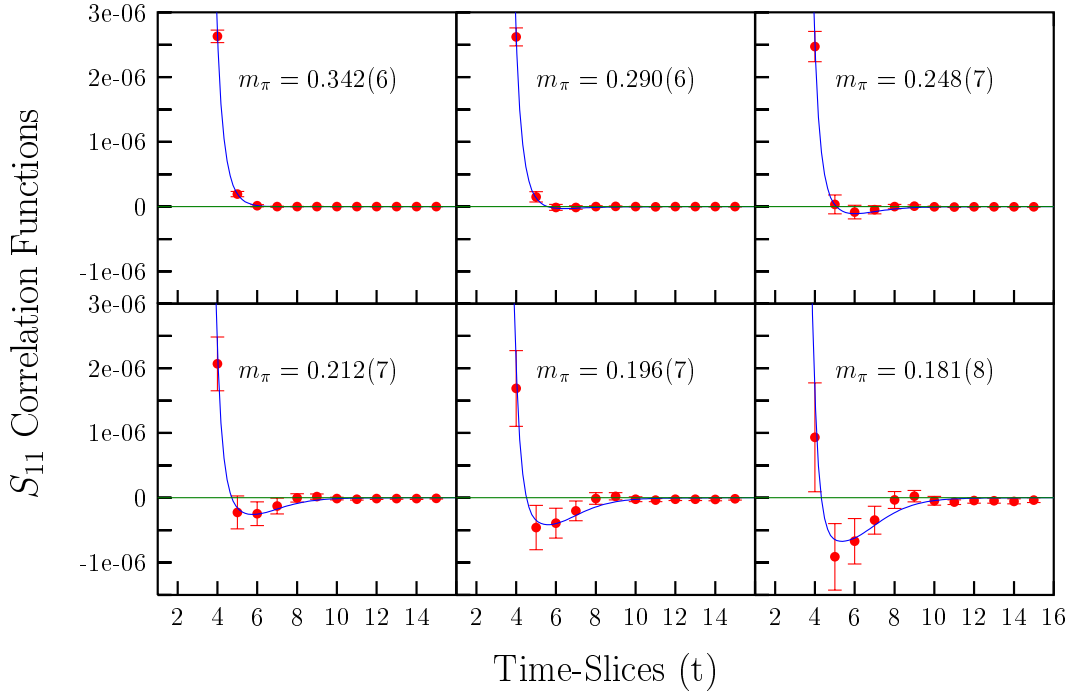 S₁₁ Correlation Functions
3e-06
2e-06
1e-06
0
-1e-06
m_π = 0.342(6)
m_π = 0.290(6)
m_π = 0.248(7)
3e-06
2e-06
1e-06
0
-1e-06
m_π = 0.212(7)
m_π = 0.196(7)
m_π = 0.181(8)
2 4 6 8 10 12 14 2 4 6 8 10 12 14 2 4 6 8 10 12 14 16
Time-Slices (t)